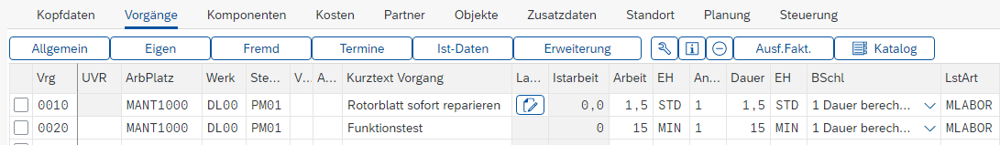 Kopfdaten Vorgänge Komponenten Kosten Partner Objekte Zusatzdaten Standort Planung Steuerung
Allgemein Eigen Fremd Termine Ist-Daten Erweiterung Ausf.Fakt. Katalog
Vrg UVR ArbPlatz Werk Ste... V... A... Kurztext Vorgang La... Istarbeit Arbeit EH An... Dauer EH BSchl LstArt
0010 MANT1000 DL00 PM01 Rotorblatt sofort reparieren 0,0 1,5 STD 1 1,5 STD 1 Dauer berech... MLABOR
0020 MANT1000 DL00 PM01 Funktionstest 0 15 MIN 1 15 MIN 1 Dauer berech... MLABOR